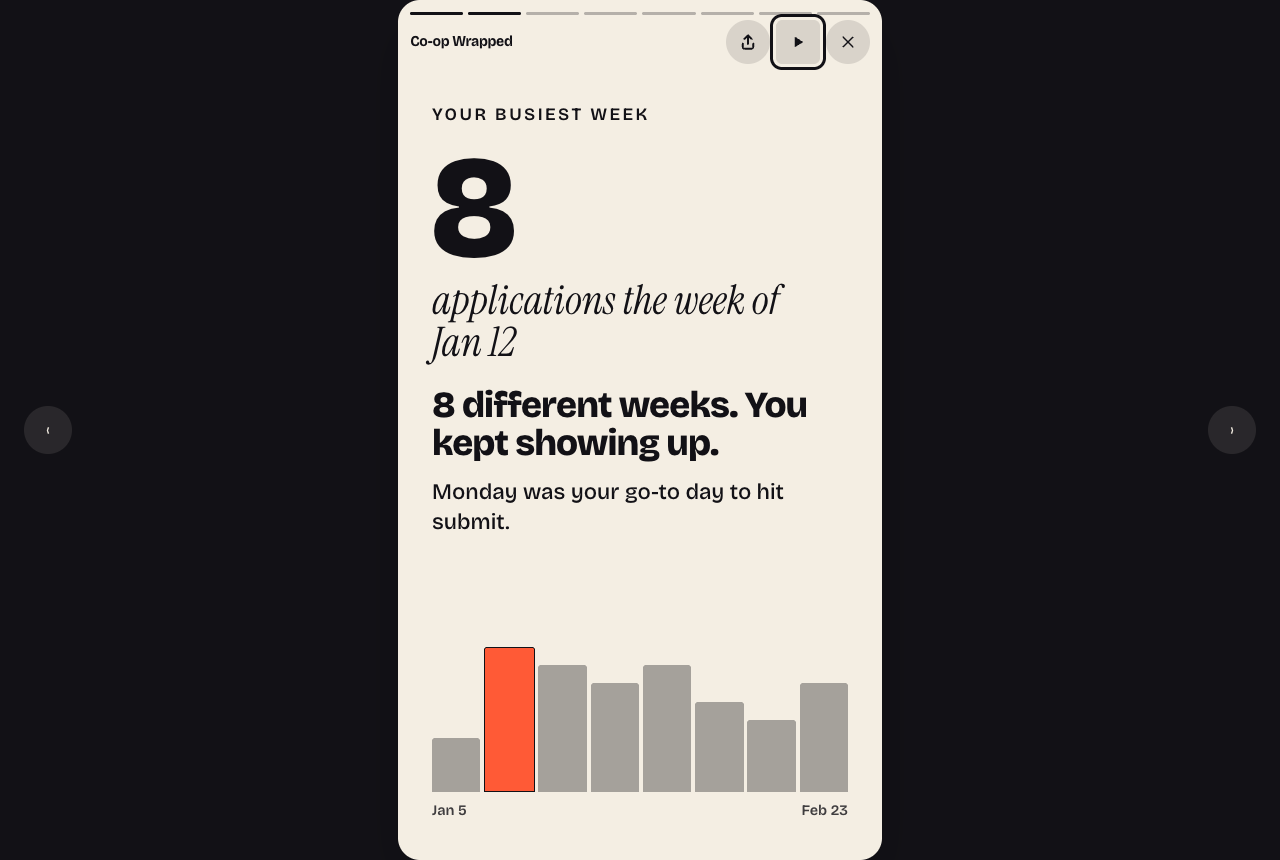 Co-op Wrapped
YOUR BUSIEST WEEK
8
applications the week of
Jan 12
8 different weeks. You
kept showing up.
Monday was your go-to day to hit
submit.
Jan 5
Feb 23